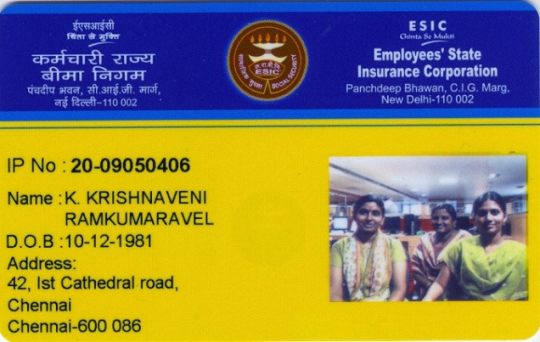 ईएसआईसी
चिंता से मुक्ति
कर्मचारी राज्य
बीमा निगम
पंचदीप भवन, सी.आई.जी. मार्ग,
नई दिल्ली-110 002
ESIC
SOCIAL SECURITY
ESIC
Chinta Se Mukti
Employees' State
Insurance Corporation
Panchdeep Bhawan, C.I.G. Marg,
New Delhi-110 002
IP No : 20-09050406
Name : K. KRISHNAVENI
RAMKUMARAVEL
D.O.B :10-12-1981
Address:
42, Ist Cathedral road,
Chennai
Chennai-600 086